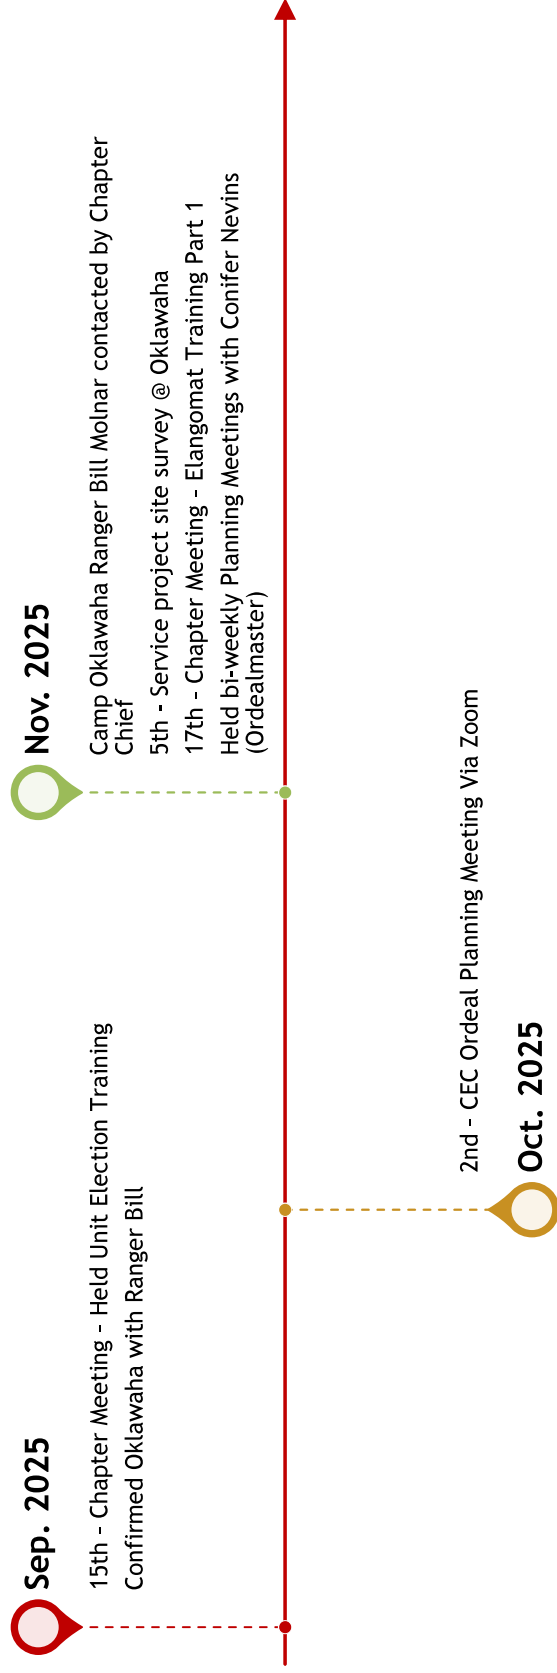 Sep. 2025
15th - Chapter Meeting - Held Unit Election Training
Confirmed Oklawaha with Ranger Bill
2nd - CEC Ordeal Planning Meeting Via Zoom
Oct. 2025
Nov. 2025
Camp Oklawaha Ranger Bill Molnar contacted by Chapter
Chief
5th - Service project site survey @ Oklawaha
17th - Chapter Meeting - Elangomat Training Part 1
Held bi-weekly Planning Meetings with Conifer Nevins
(Ordealmaster)